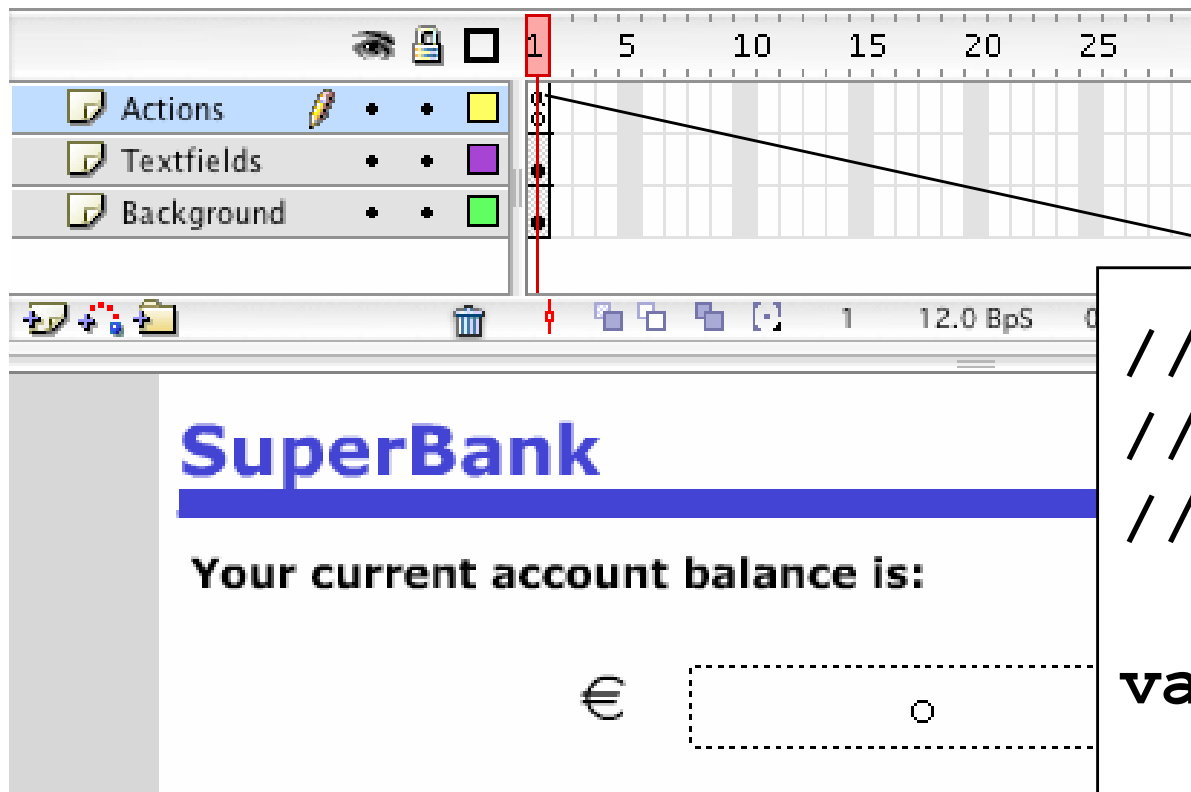 1 5 10 15 20 25
Actions
Textfields
Background
1 12.0 BpS
//
//
//
SuperBank
Your current account balance is:
€
va